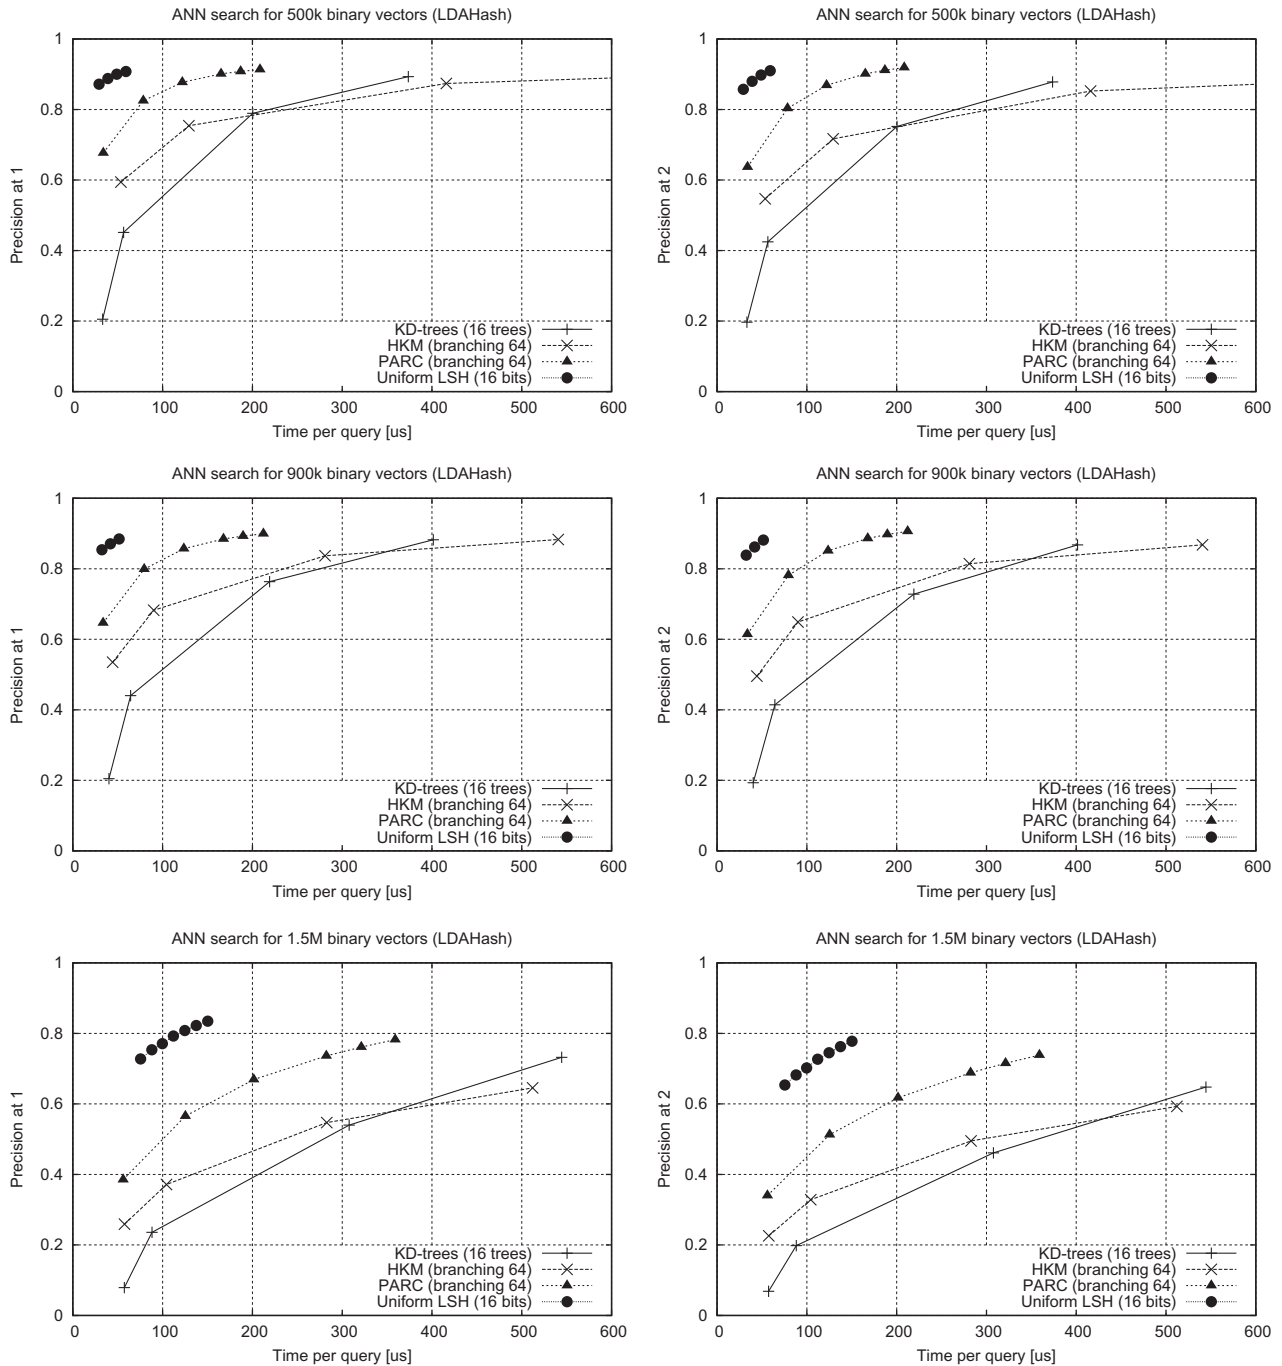 ANN search for 500k binary vectors (LDAHash)
1
0.8
0.6
0.4
0.2
0
Precision at 1
KD-trees (16 trees)
HKM (branching 64)
PARC (branching 64)
Uniform LSH (16 bits)
0 100 200 300 400 500 600
Time per query [us]
ANN search for 500k binary vectors (LDAHash)
1
0.8
0.6
0.4
0.2
0
Precision at 2
KD-trees (16 trees)
HKM (branching 64)
PARC (branching 64)
Uniform LSH (16 bits)
0 100 200 300 400 500 600
Time per query [us]
ANN search for 900k binary vectors (LDAHash)
1
0.8
0.6
0.4
0.2
0
Precision at 1
KD-trees (16 trees)
HKM (branching 64)
PARC (branching 64)
Uniform LSH (16 bits)
0 100 200 300 400 500 600
Time per query [us]
ANN search for 900k binary vectors (LDAHash)
1
0.8
0.6
0.4
0.2
0
Precision at 2
KD-trees (16 trees)
HKM (branching 64)
PARC (branching 64)
Uniform LSH (16 bits)
0 100 200 300 400 500 600
Time per query [us]
ANN search for 1.5M binary vectors (LDAHash)
1
0.8
0.6
0.4
0.2
0
Precision at 1
KD-trees (16 trees)
HKM (branching 64)
PARC (branching 64)
Uniform LSH (16 bits)
0 100 200 300 400 500 600
Time per query [us]
ANN search for 1.5M binary vectors (LDAHash)
1
0.8
0.6
0.4
0.2
0
Precision at 2
KD-trees (16 trees)
HKM (branching 64)
PARC (branching 64)
Uniform LSH (16 bits)
0 100 200 300 400 500 600
Time per query [us]